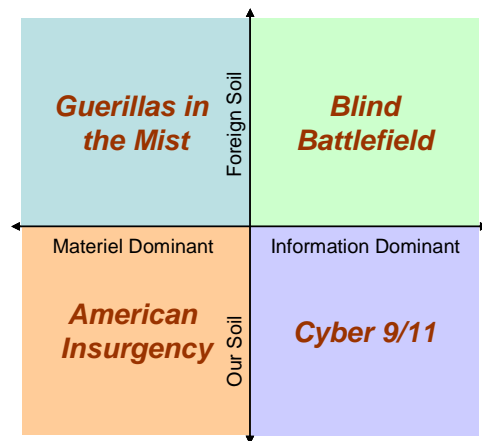 Guerillas in
the Mist
Foreign Soil
Blind
Battlefield
Materiel Dominant
Information Dominant
American
Insurgency
Our Soil
Cyber 9/11